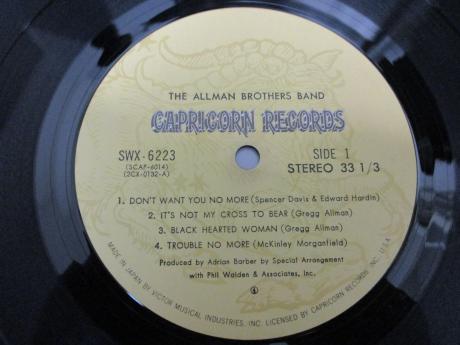 THE ALLMAN BROTHERS BAND
CAPRICORN RECORDS
SWX-6223
(SCAP-6014)
(2CX-0132-A)
SIDE 1
STEREO 33 1/3
1. DON'T WANT YOU NO MORE (Spencer Davis & Edward Hardin)
2. IT'S NOT MY CROSS TO BEAR (Gregg Allman)
3. BLACK HEARTED WOMAN (Gregg Allman)
4. TROUBLE NO MORE (McKinley Morganfield)
Produced by Adrian Barber by Special Arrangement
with Phil Walden & Associates, Inc.
MADE IN JAPAN BY VICTOR MUSICAL INDUSTRIES, INC. LICENSED BY CAPRICORN RECORDS INC., U.S.A.